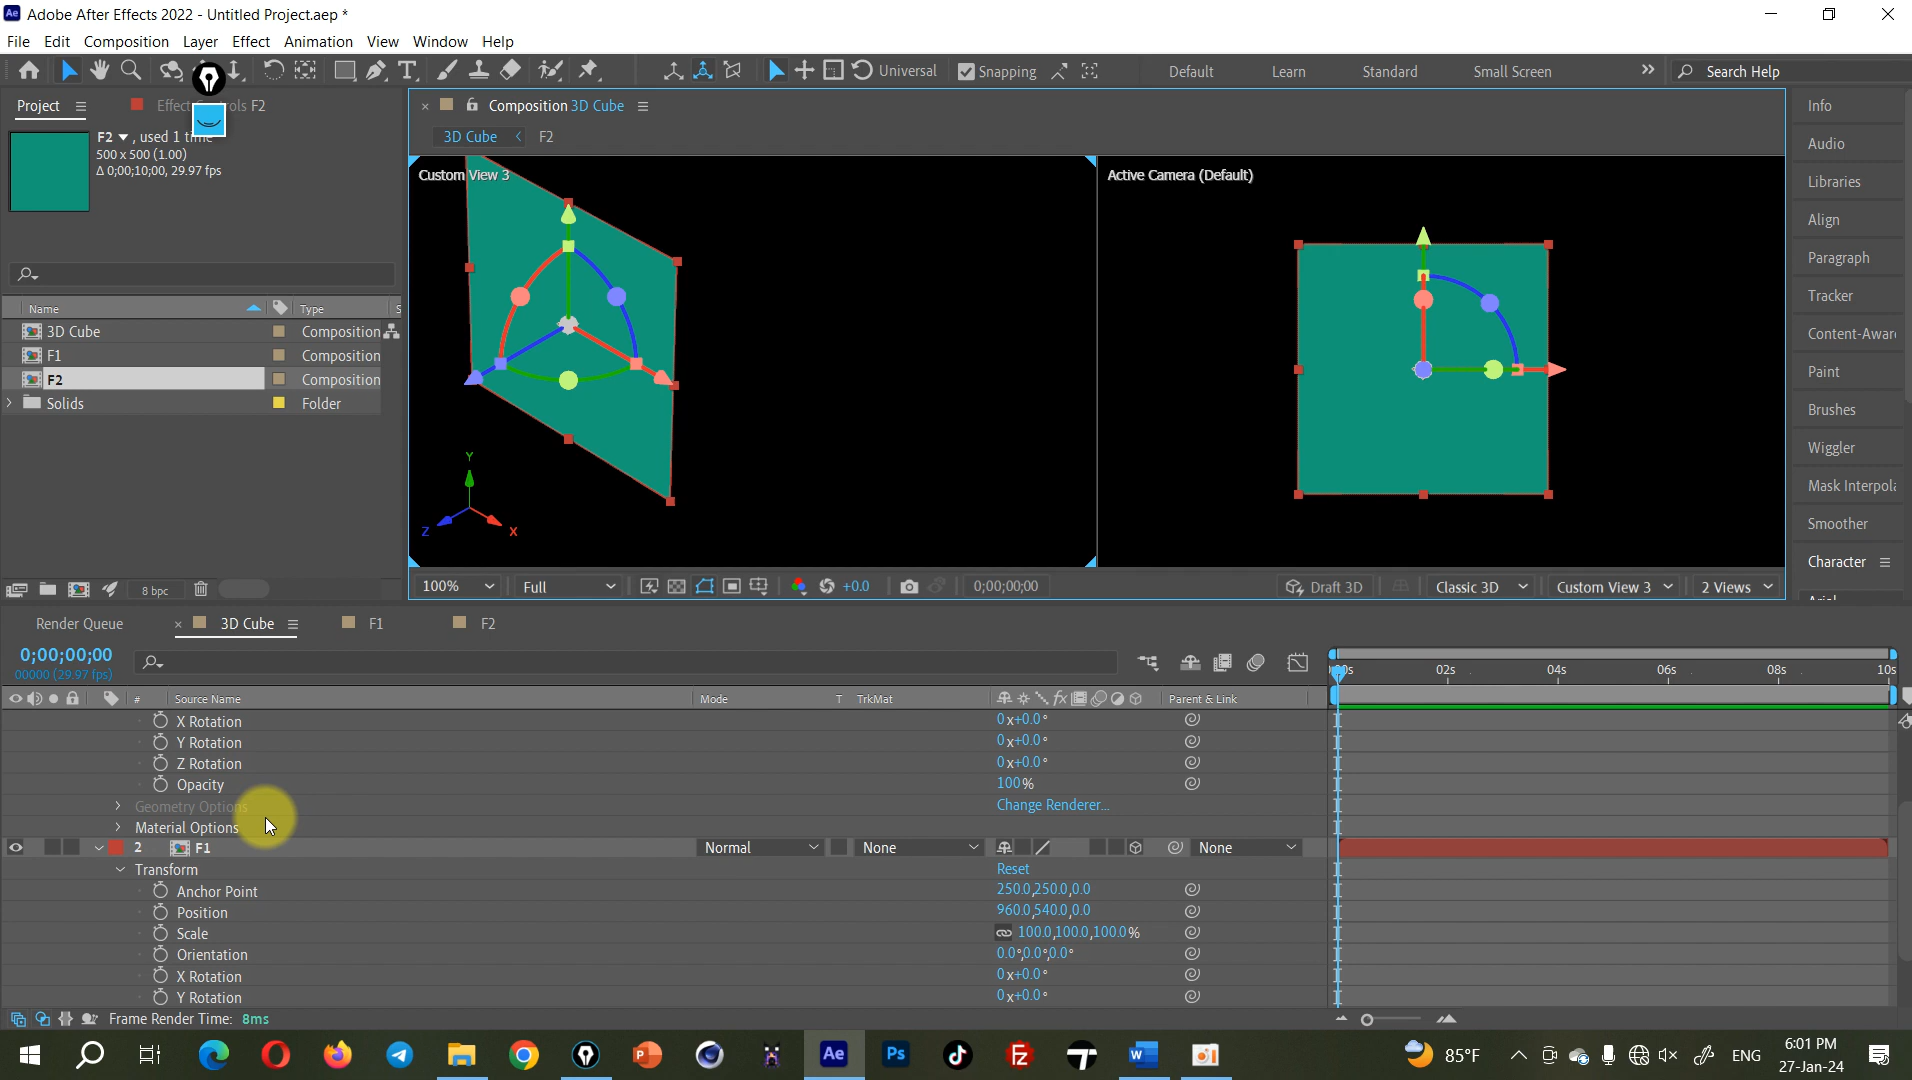 Adobe After Effects 2022 - Untitled Project.aep *
File Edit Composition Layer Effect Animation View Window Help
Universal Snapping Default Learn Standard Small Screen Search Help
Project
F2
F2 , used 1
500 x 500 (1.00)
Δ 0;00;10;00, 29.97 fps
Name Type
3D Cube Composition
F1 Composition
F2 Composition
Solids Folder
8 bpc
Composition 3D Cube
3D Cube F2
Custom View 3
Active Camera (Default)
Y
Z
X
100% Full +0.0 0;00;00;00 Draft 3D Classic 3D Custom View 3 2 Views
Info
Audio
Libraries
Align
Paragraph
Tracker
Content-Aware
Paint
Brushes
Wiggler
Mask Interpola
Smoother
Character
Render Queue 3D Cube F1 F2
0;00;00;00
00000 (29.97 fps)
02s 04s 06s 08s 10s
# Source Name Mode T TrkMat Parent & Link
X Rotation 0x+0.0°
Y Rotation 0x+0.0°
Z Rotation 0x+0.0°
Opacity 100%
Geometry Options Change Renderer...
Material Options
2 F1 Normal None None
Transform Reset
Anchor Point 250.0,250.0,0.0
Position 960.0,540.0,0.0
Scale 100.0,100.0,100.0%
Orientation 0.0°,0.0°,0.0°
X Rotation 0x+0.0°
Y Rotation 0x+0.0°
Frame Render Time: 8ms
85°F ENG 6:01 PM
27-Jan-24